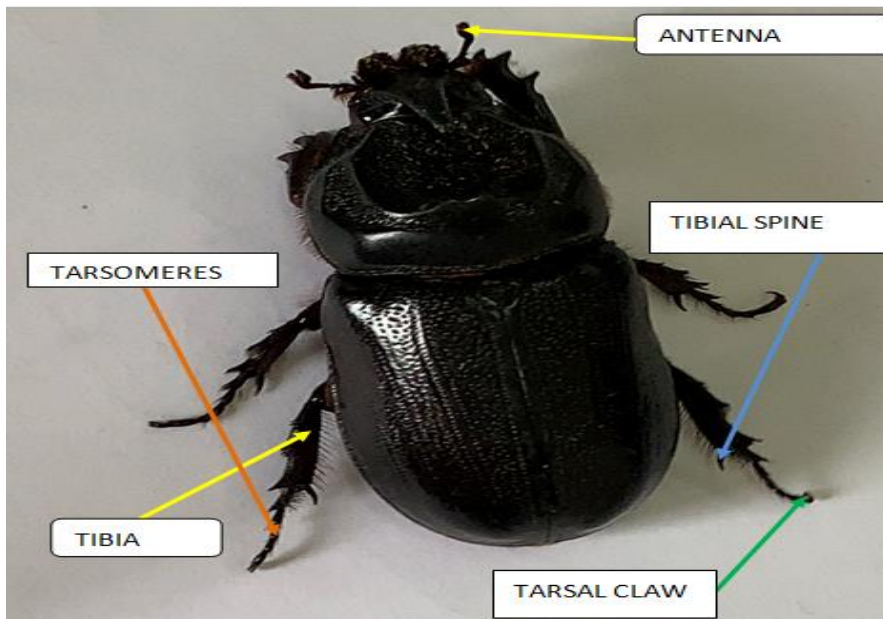 ANTENNA
TIBIAL SPINE
TARSOMERES
TIBIA
TARSAL CLAW